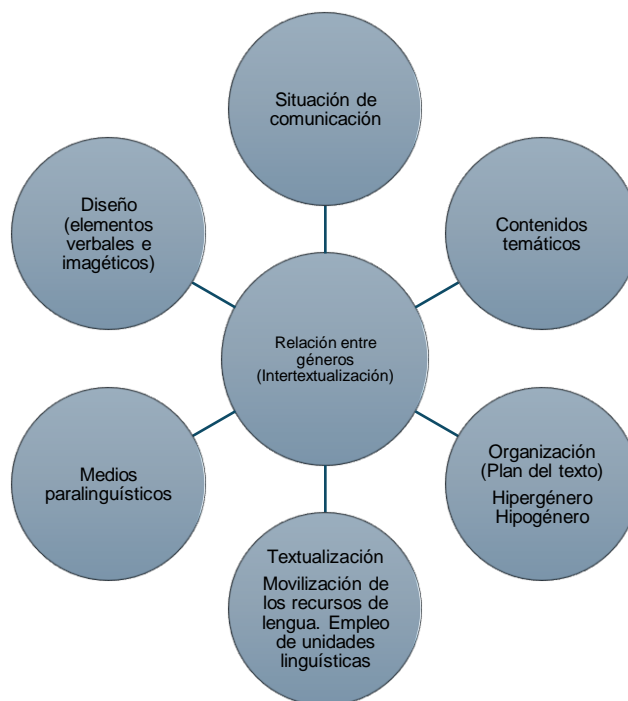 Situación de
comunicación
Diseño
(elementos
verbales e
imagéticos)
Contenidos
temáticos
Relación entre
géneros
(Intertextualización)
Medios
paralinguísticos
Organización
(Plan del texto)
Hipergénero
Hipogénero
Textualización
Movilización de
los recursos de
lengua. Empleo
de unidades
linguísticas